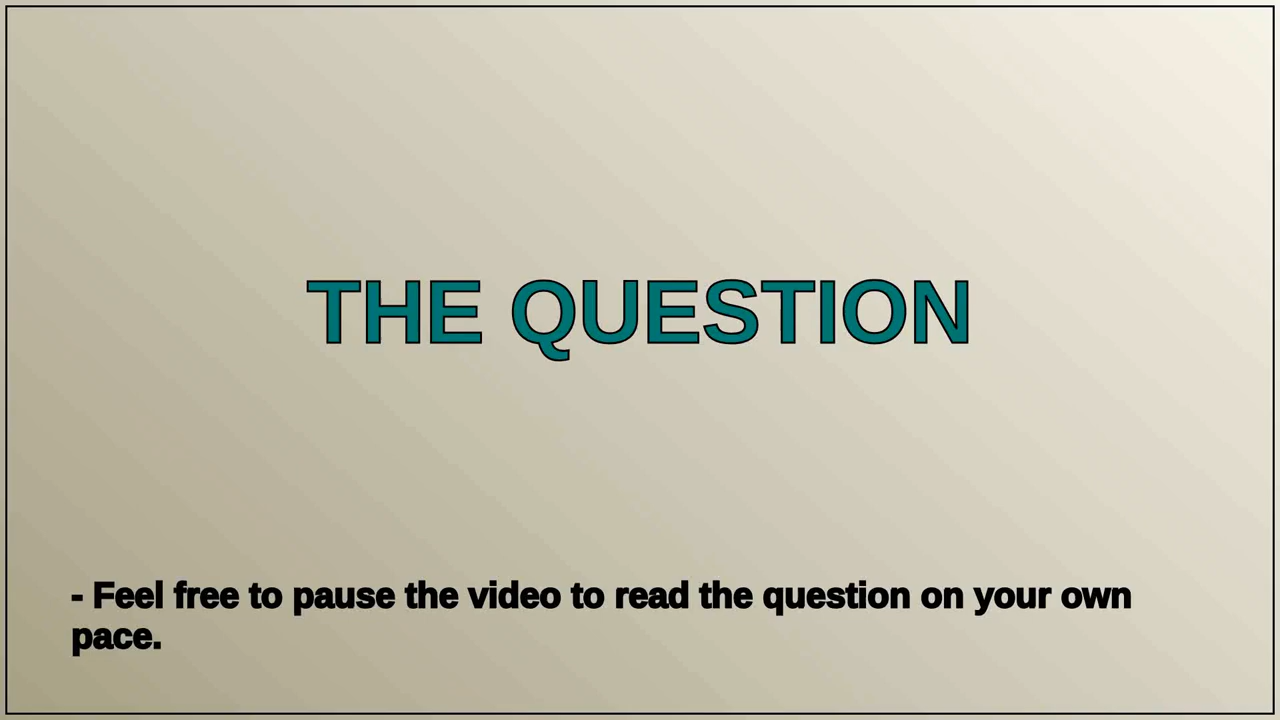 THE QUESTION
- Feel free to pause the video to read the question on your own
pace.